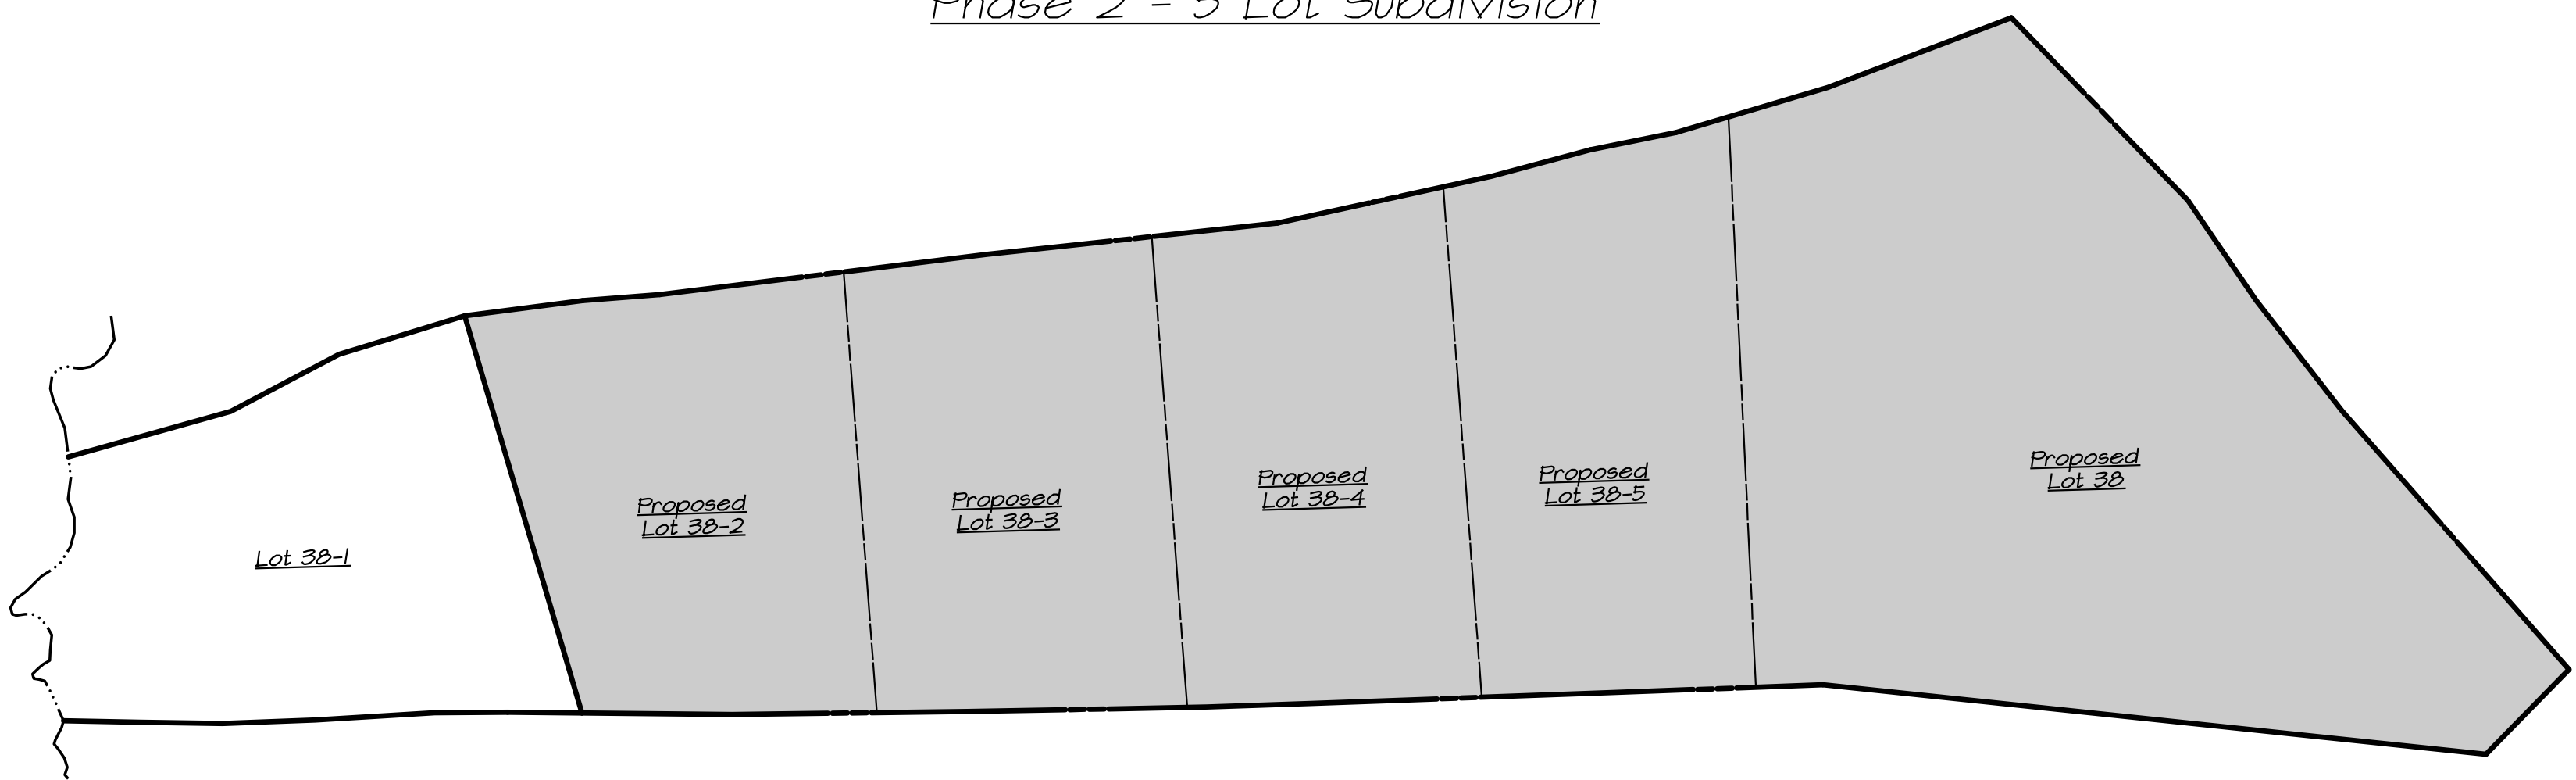 Phase 2 - 5 Lot Subdivision
Proposed
Lot 38-2
Proposed
Lot 38-3
Proposed
Lot 38-4
Proposed
Lot 38-5
Proposed
Lot 38
Lot 38-1